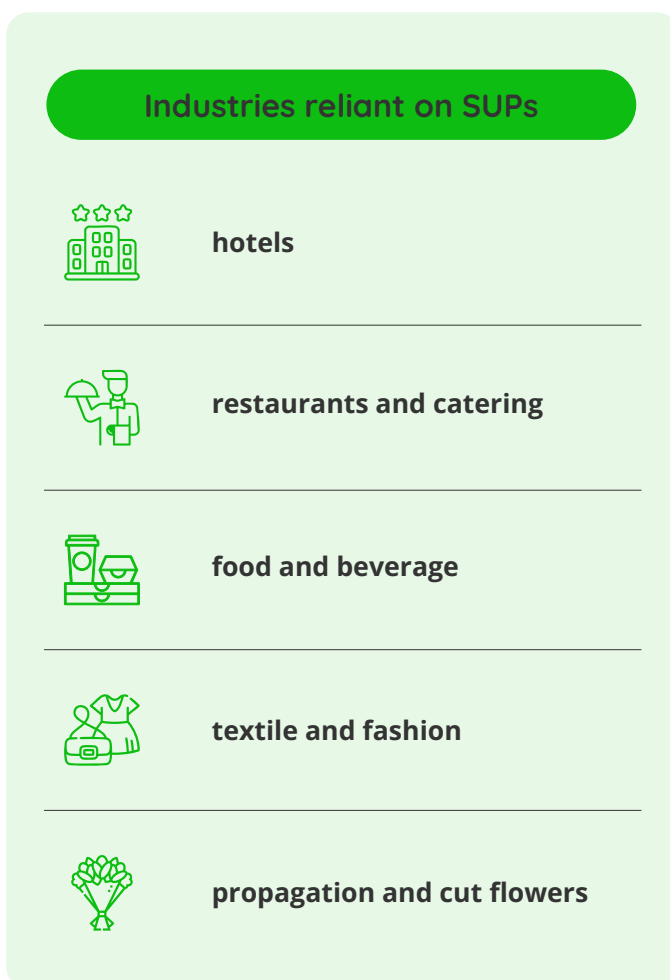 Industries reliant on SUPs
hotels
restaurants and catering
food and beverage
textile and fashion
propagation and cut flowers